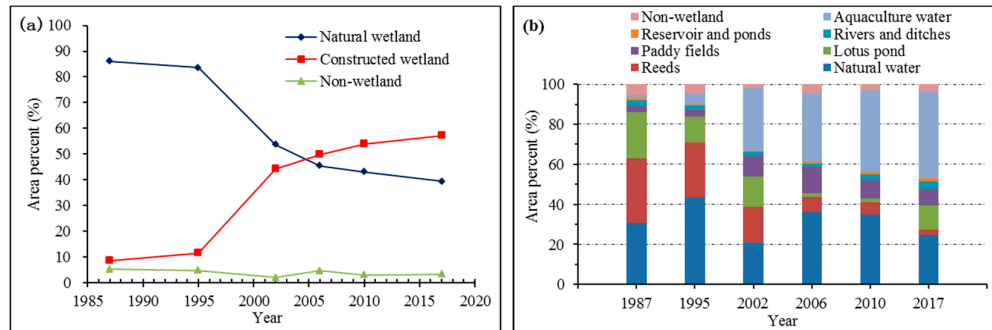 (a)
Natural wetland
Constructed wetland
Non-wetland
Area percent (%)
100
90
80
70
60
50
40
30
20
10
0
1985 1990 1995 2000 2005 2010 2015 2020
Year
(b)
Non-wetland Aquaculture water
Reservoir and ponds Rivers and ditches
Paddy fields Lotus pond
Reeds Natural water
Area percent (%)
100
80
60
40
20
0
1987 1995 2002 2006 2010 2017
Year